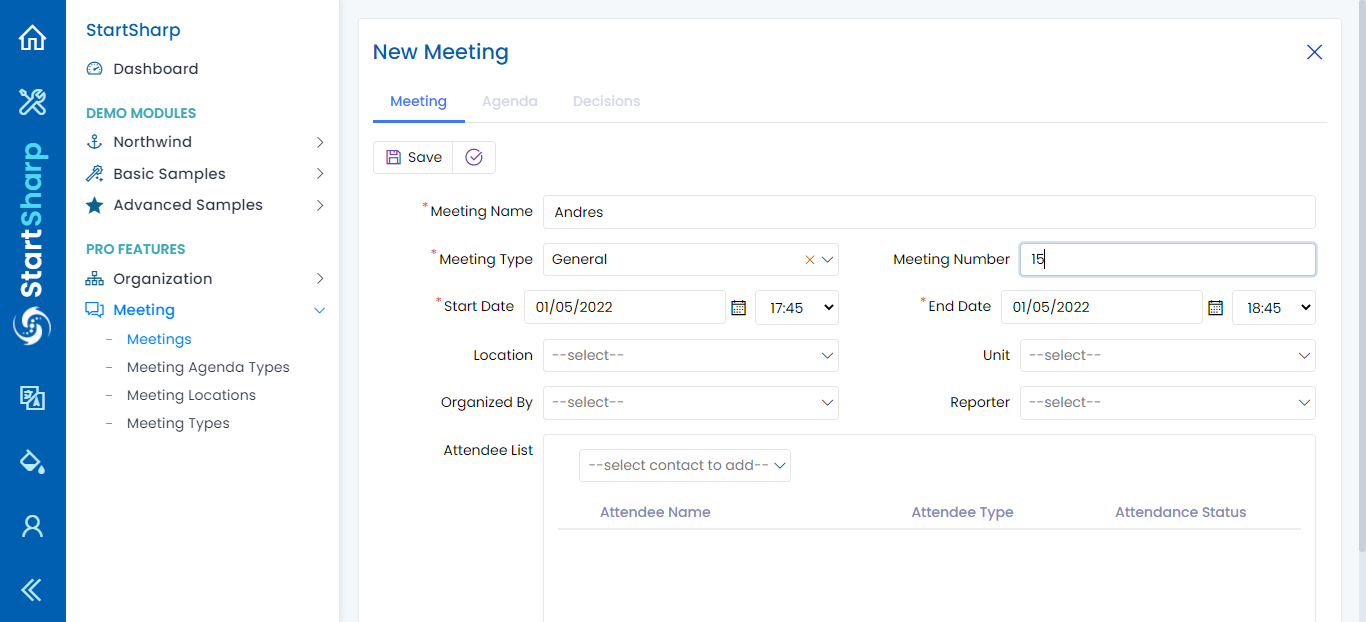 StartSharp
StartSharp
Dashboard
DEMO MODULES
Northwind
Basic Samples
Advanced Samples
PRO FEATURES
Organization
Meeting
Meetings
Meeting Agenda Types
Meeting Locations
Meeting Types
New Meeting
Meeting Agenda Decisions
Save
*Meeting Name Andres
*Meeting Type General Meeting Number 15
*Start Date 01/05/2022 17:45 *End Date 01/05/2022 18:45
Location --select-- Unit --select--
Organized By --select-- Reporter --select--
Attendee List
--select contact to add--
Attendee Name Attendee Type Attendance Status